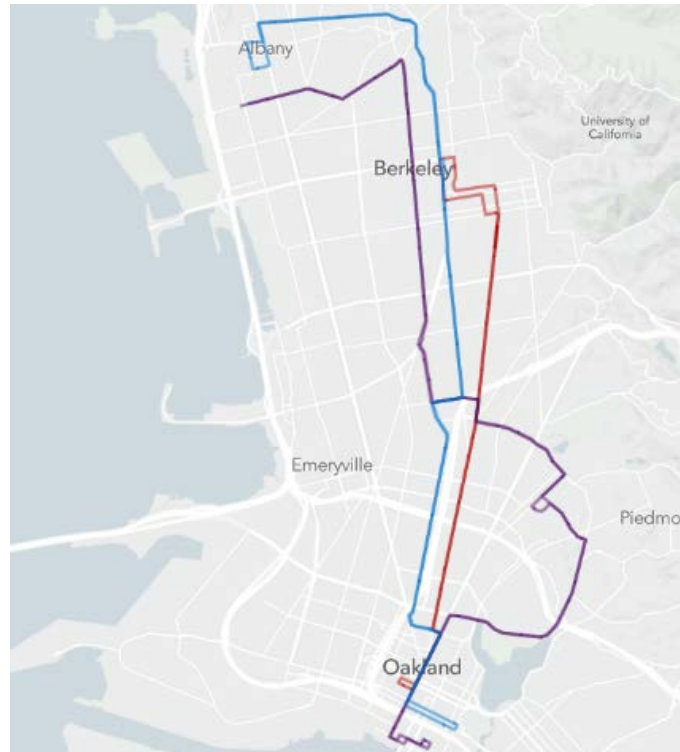 Albany
University of
California
Berkeley
Emeryville
Piedmo
Oakland